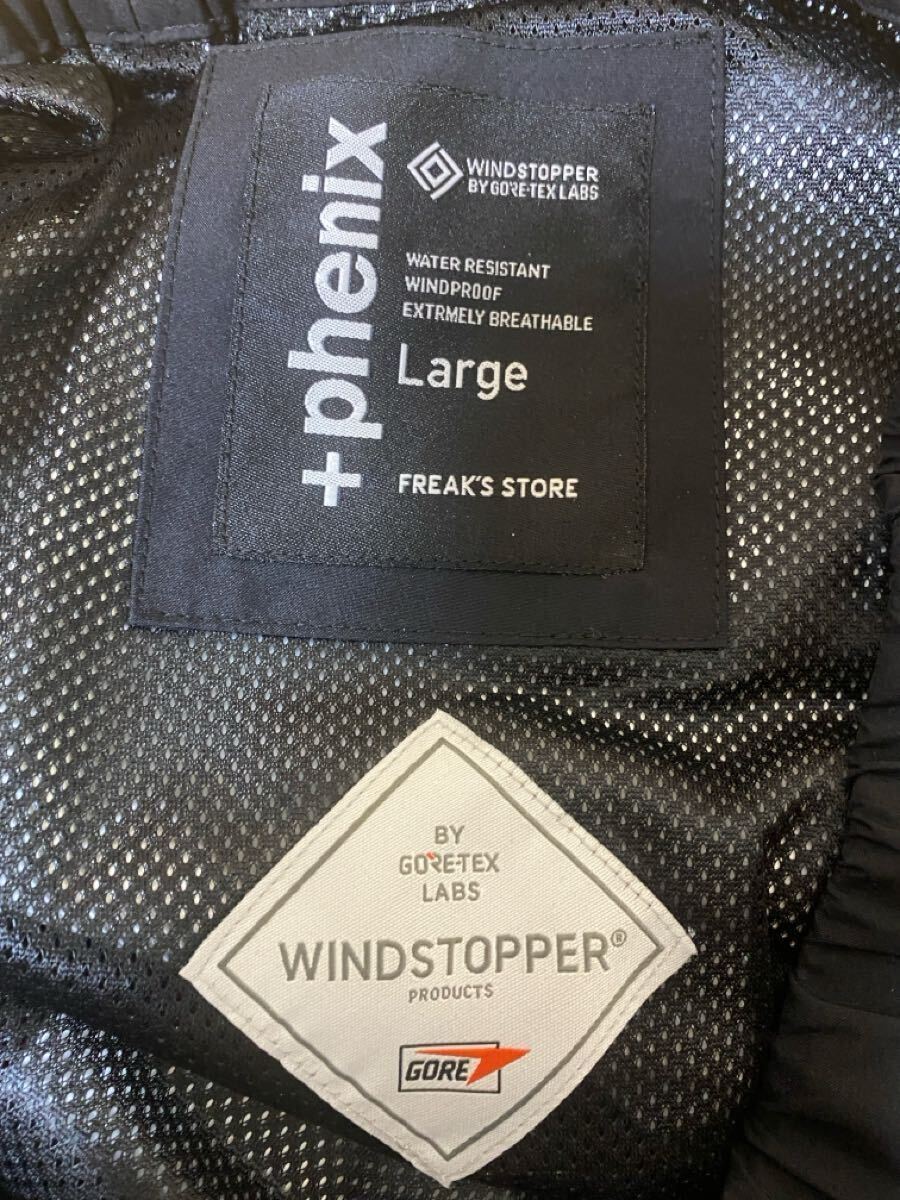 +phenix
WINDSTOPPER
BY GORE-TEX LABS
WATER RESISTANT
WINDPROOF
EXTRMELY BREATHABLE
Large
FREAK'S STORE
BY
GORE-TEX
LABS
WINDSTOPPER®
PRODUCTS
GORE